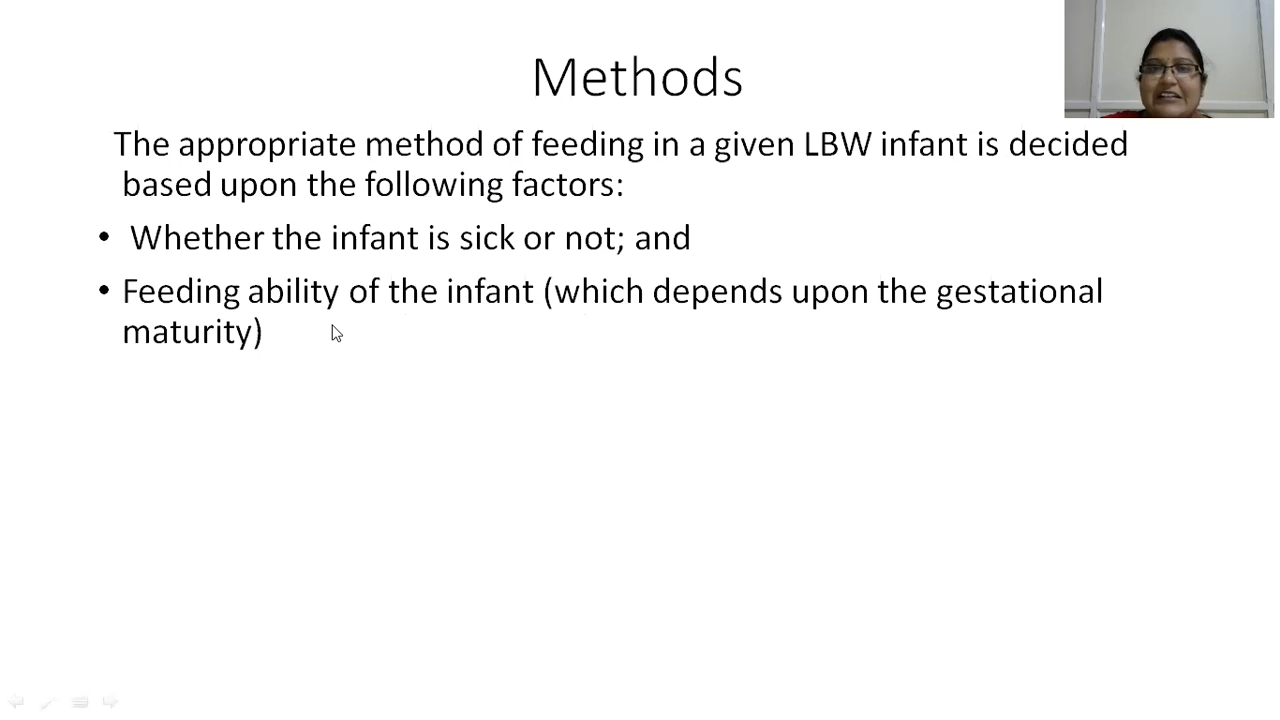 Methods
The appropriate method of feeding in a given LBW infant is decided
based upon the following factors:
• Whether the infant is sick or not; and
• Feeding ability of the infant (which depends upon the gestational
maturity)